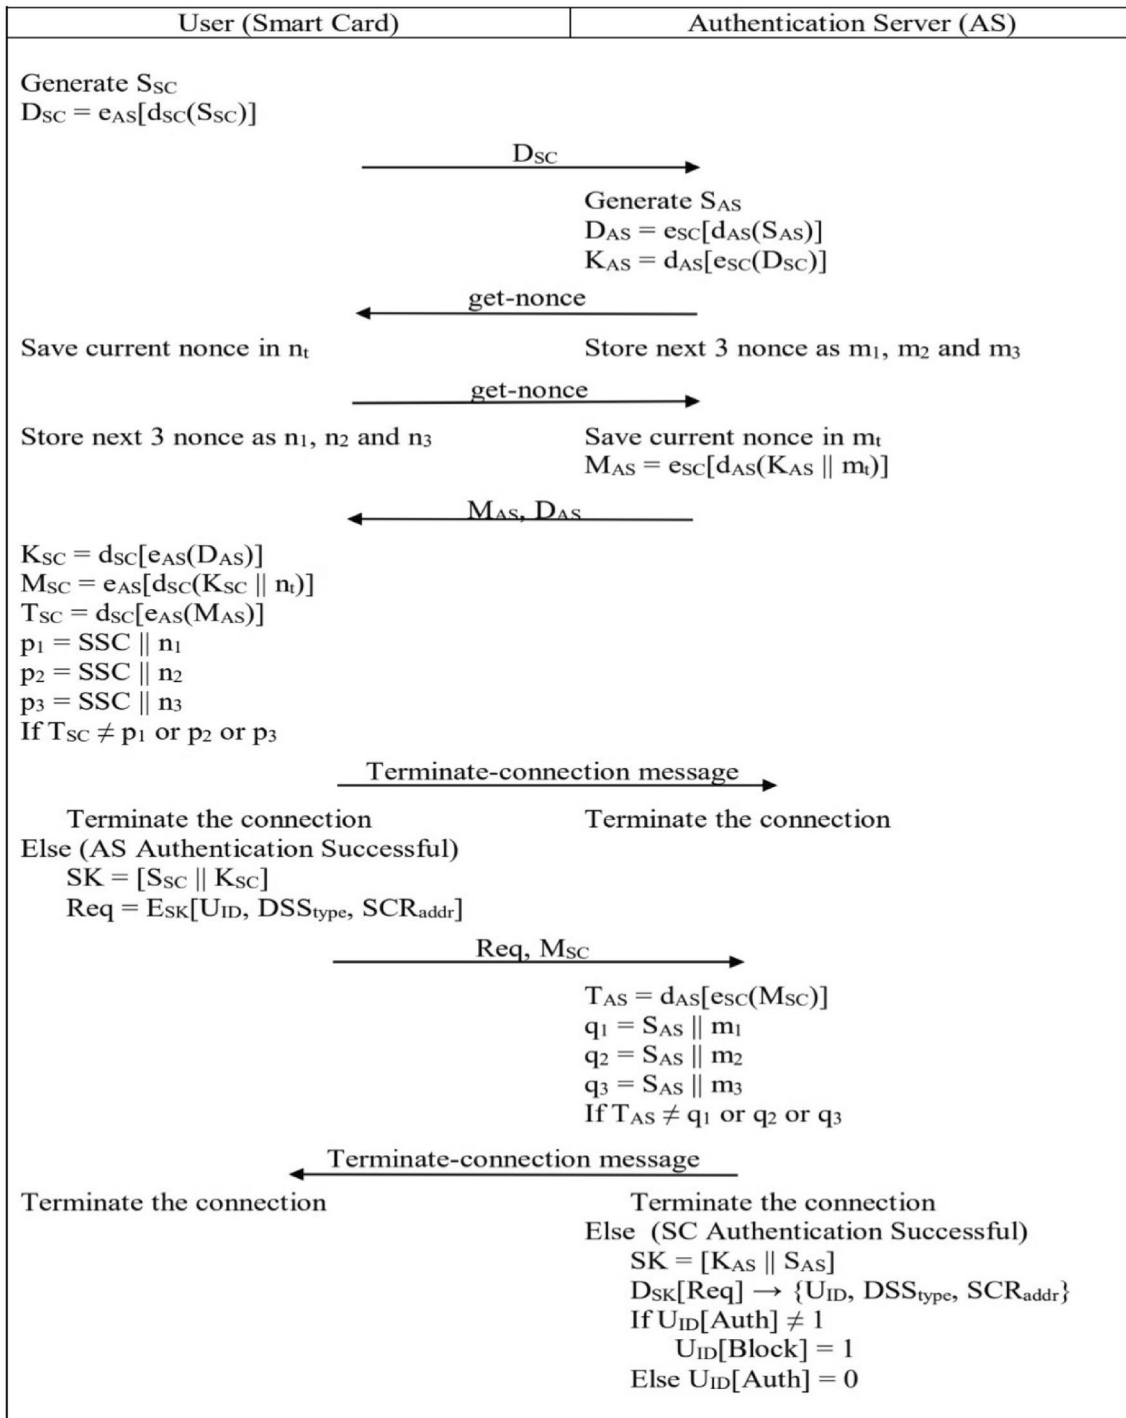 User (Smart Card) Authentication Server (AS)
Generate SSC
DSC = eAS[dSC(SSC)]
DSC
Generate SAS
DAS = eSC[dAS(SAS)]
KAS = dAS[eSC(DSC)]
get-nonce
Save current nonce in nt Store next 3 nonce as m1, m2 and m3
get-nonce
Store next 3 nonce as n1, n2 and n3 Save current nonce in mt
MAS = eSC[dAS(KAS || mt)]
MAS, DAS
KSC = dSC[eAS(DAS)]
MSC = eAS[dSC(KSC || nt)]
TSC = dSC[eAS(MAS)]
p1 = SSC || n1
p2 = SSC || n2
p3 = SSC || n3
If TSC ≠ p1 or p2 or p3
Terminate-connection message
Terminate the connection Terminate the connection
Else (AS Authentication Successful)
SK = [SSC || KSC]
Req = ESK[UID, DSStype, SCRaddr]
Req, MSC
TAS = dAS[eSC(MSC)]
q1 = SAS || m1
q2 = SAS || m2
q3 = SAS || m3
If TAS ≠ q1 or q2 or q3
Terminate-connection message
Terminate the connection Terminate the connection
Else (SC Authentication Successful)
SK = [KAS || SAS]
DSK[Req] → {UID, DSStype, SCRaddr}
If UID[Auth] ≠ 1
UID[Block] = 1
Else UID[Auth] = 0